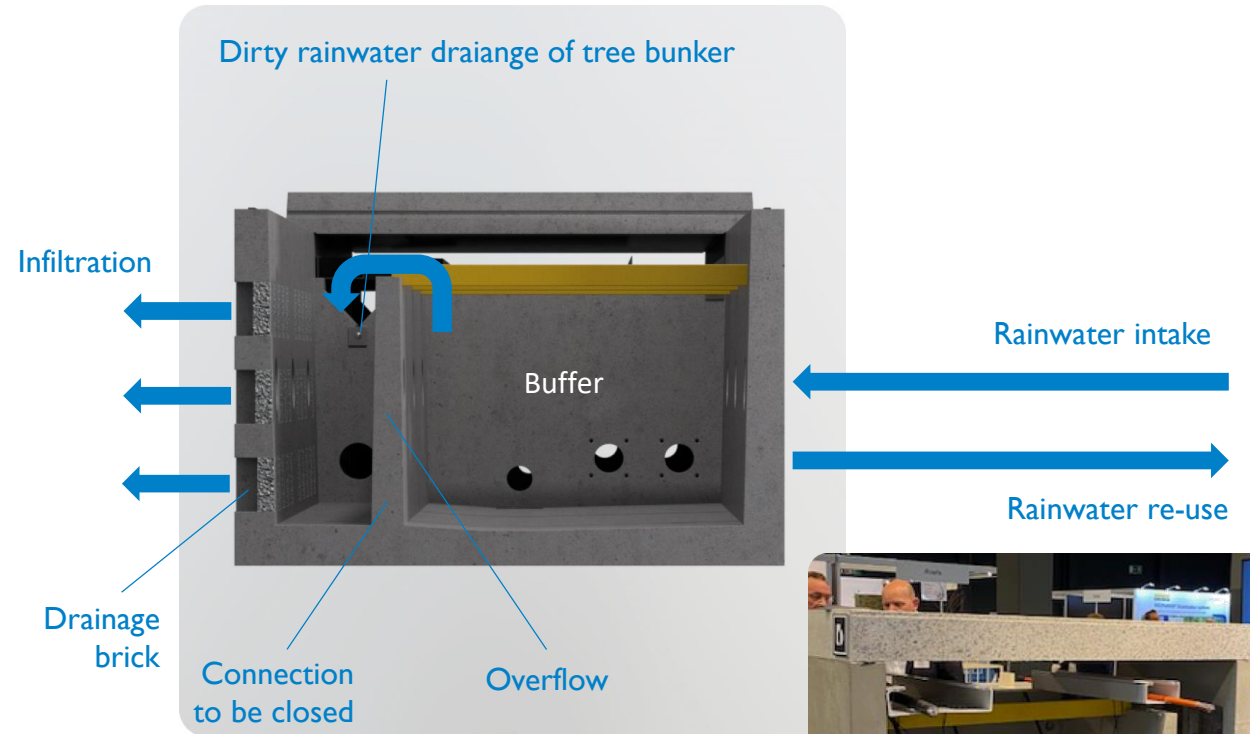 Dirty rainwater draiange of tree bunker
Infiltration
Rainwater intake
Buffer
Rainwater re-use
Drainage
brick
Connection
to be closed
Overflow